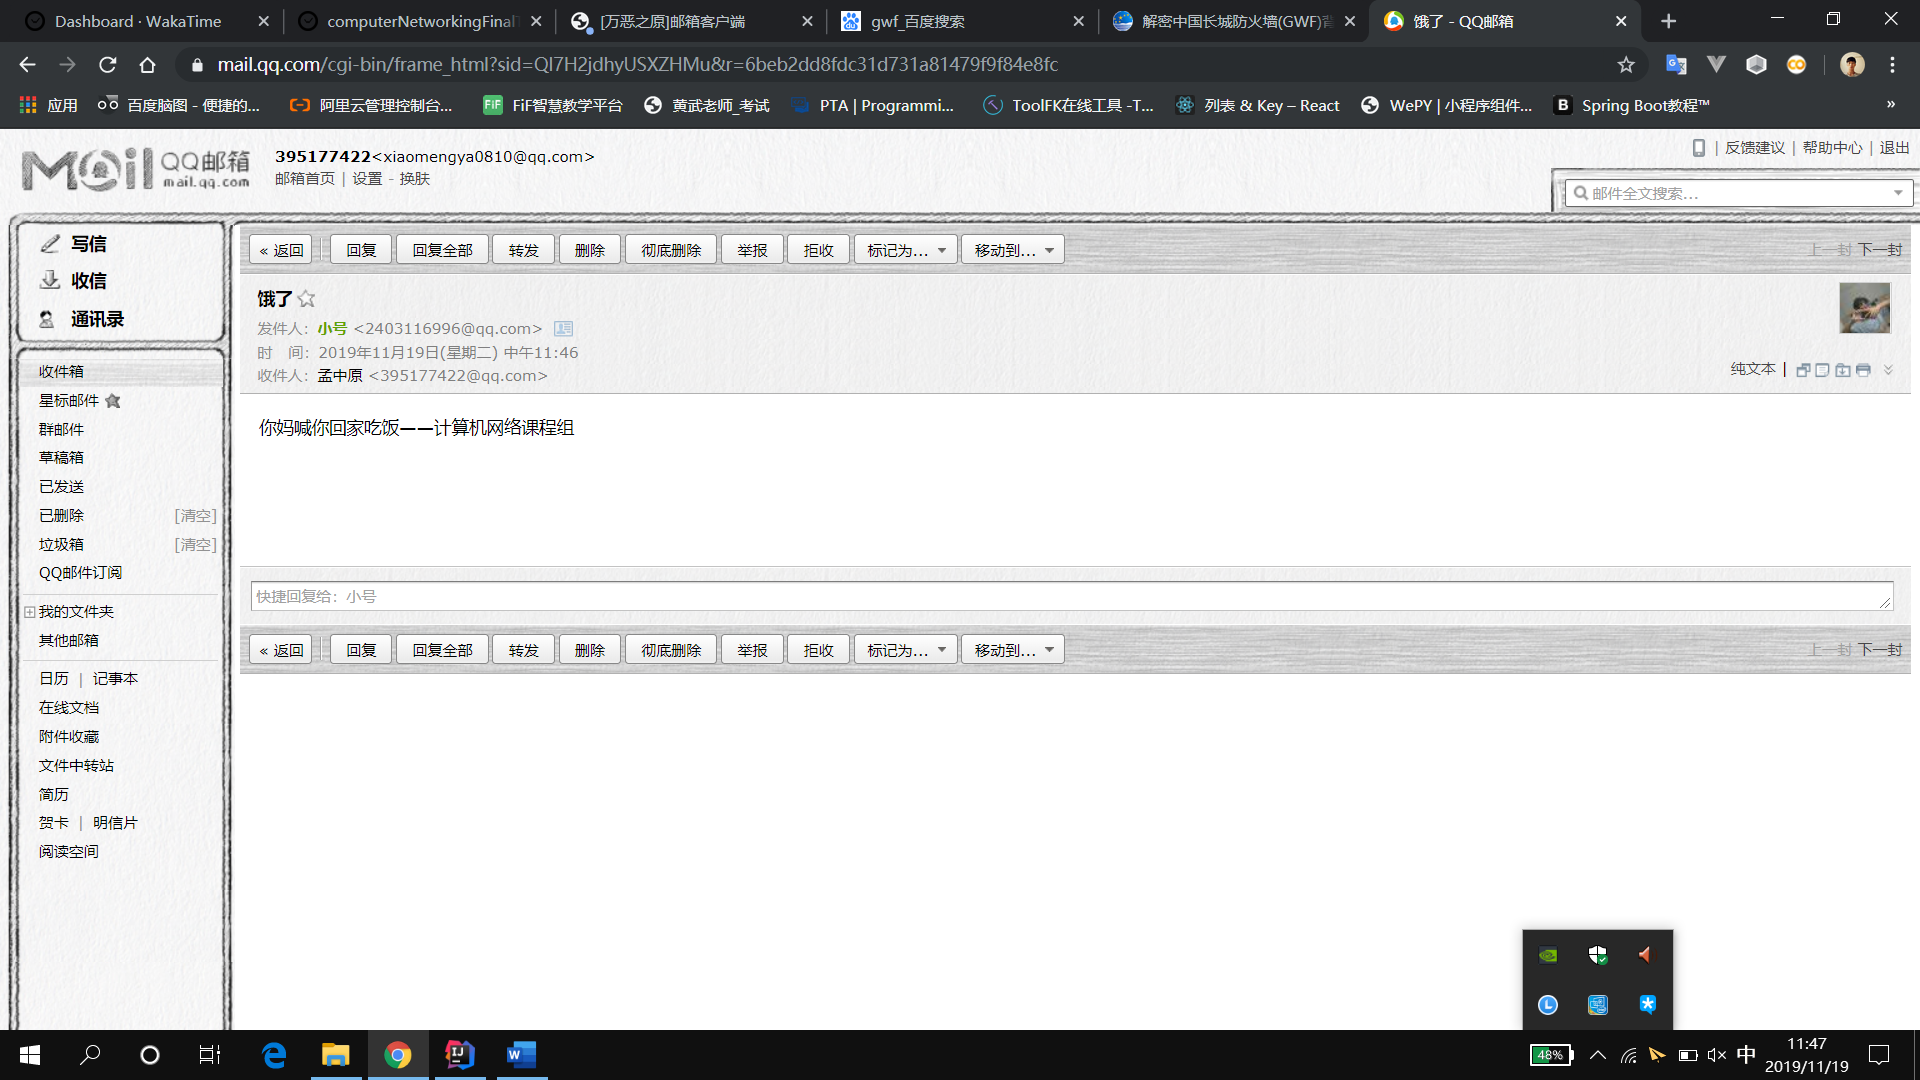 Dashboard · WakaTime
computerNetworkingFinal
[万恶之原]邮箱客户端
gwf_百度搜索
解密中国长城防火墙(GWF)背
饿了 - QQ邮箱
mail.qq.com/cgi-bin/frame_html?sid=QI7H2jdhyUSXZHMu&r=6beb2dd8fdc31d731a81479f9f84e8fc
应用
百度脑图 - 便捷的...
阿里云管理控制台...
FiF FiF智慧教学平台
黄武老师_考试
PTA | Programmi...
ToolFK在线工具 -T...
列表 & Key – React
WePY | 小程序组件...
B Spring Boot教程™
»
Mail QQ邮箱
mail.qq.com
395177422<xiaomengya0810@qq.com>
邮箱首页 | 设置 - 换肤
| 反馈建议 | 帮助中心 | 退出
邮件全文搜索...
写信
收信
通讯录
收件箱
星标邮件
群邮件
草稿箱
已发送
已删除 [清空]
垃圾箱 [清空]
QQ邮件订阅
我的文件夹
其他邮箱
日历 | 记事本
在线文档
附件收藏
文件中转站
简历
贺卡 | 明信片
阅读空间
« 返回 回复 回复全部 转发 删除 彻底删除 举报 拒收 标记为... 移动到... 上一封 下一封
饿了
发件人：小号 <2403116996@qq.com>
时 间：2019年11月19日(星期二) 中午11:46
收件人：孟中原 <395177422@qq.com>
纯文本 |
你妈喊你回家吃饭——计算机网络课程组
快捷回复给：小号
« 返回 回复 回复全部 转发 删除 彻底删除 举报 拒收 标记为... 移动到... 上一封 下一封
48%
中
11:47
2019/11/19